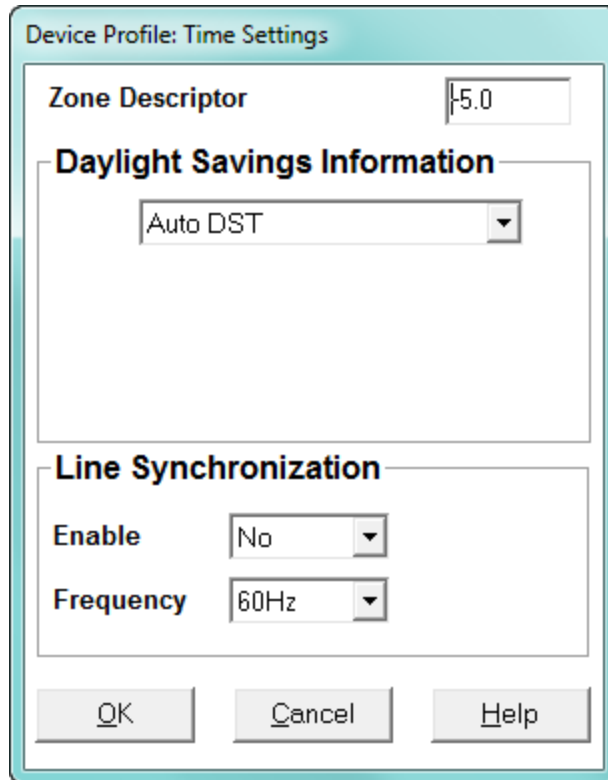 Device Profile: Time Settings
Zone Descriptor -5.0
Daylight Savings Information
Auto DST
Line Synchronization
Enable No
Frequency 60Hz
OK Cancel Help